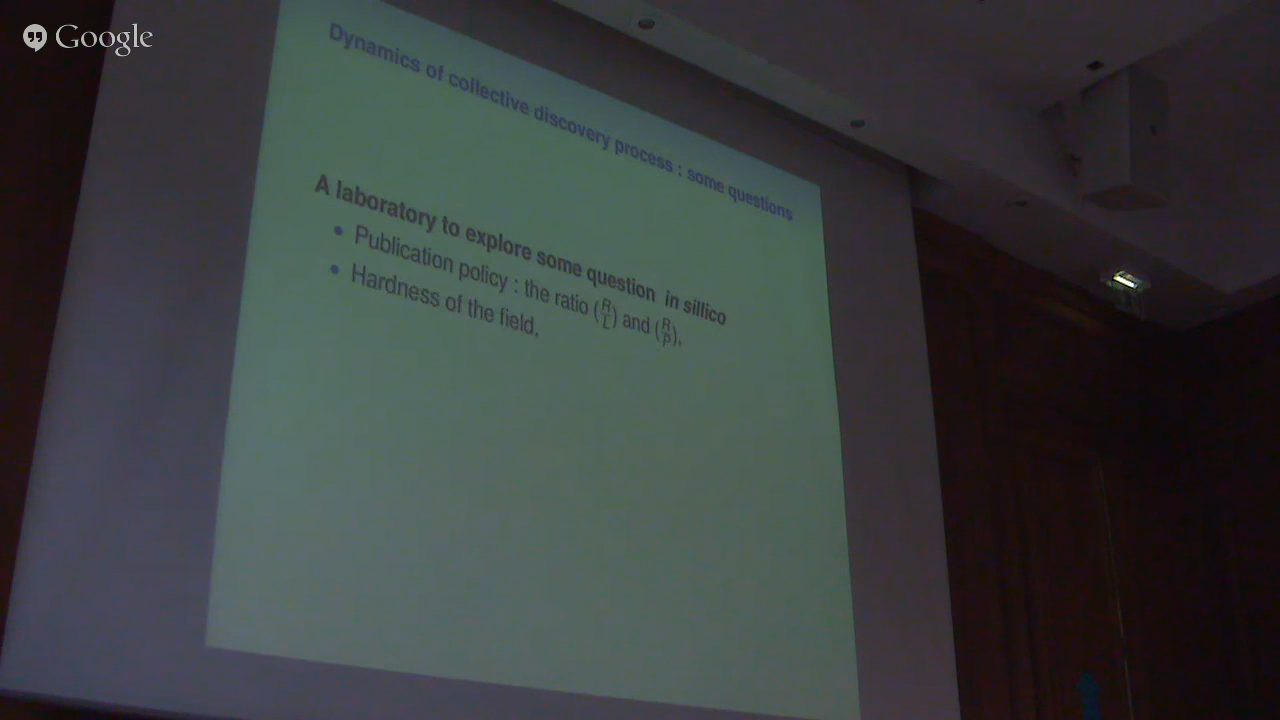 Google
Dynamics of collective discovery process : some questions
A laboratory to explore some question in sillico
• Publication policy : the ratio (R/L) and (R/P),
• Hardness of the field,